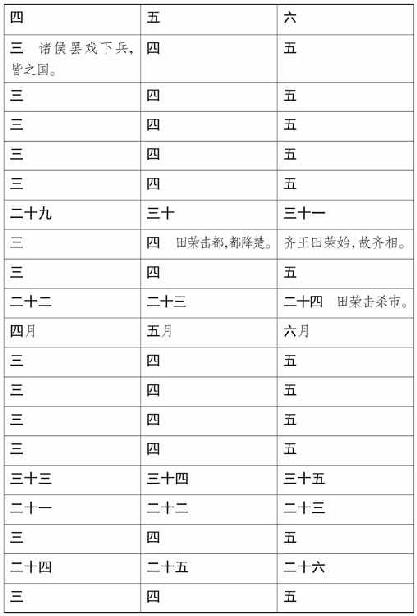 四 五 六
三 诸侯罢戏下兵， 四 五
皆之国。
三 四 五
三 四 五
三 四 五
三 四 五
二十九 三十 三十一
三 四 田荣击都，都降楚。 齐王田荣始，故齐相。
三 四 五
二十二 二十三 二十四 田荣击杀市。
四月 五月 六月
三 四 五
三 四 五
三 四 五
三 四 五
三十三 三十四 三十五
二十一 二十二 二十三
三 四 五
二十四 二十五 二十六
三 四 五